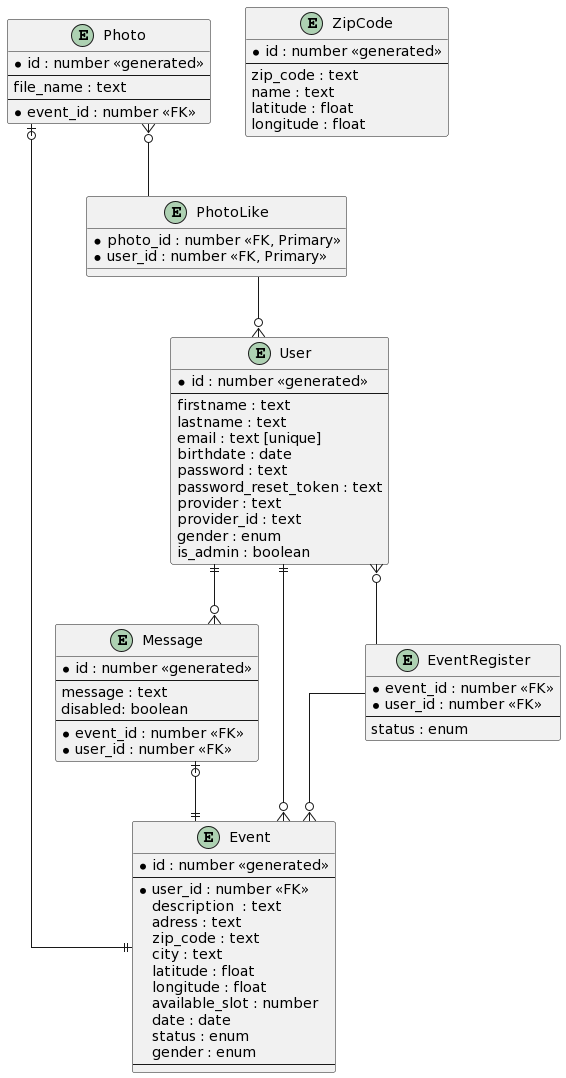 E Photo
id : number «generated»
file_name : text
event_id : number «FK»
E ZipCode
id : number «generated»
zip_code : text
name : text
latitude : float
longitude : float
E PhotoLike
photo_id : number «FK, Primary»
user_id : number «FK, Primary»
E User
id : number «generated»
firstname : text
lastname : text
email : text [unique]
birthdate : date
password : text
password_reset_token : text
provider : text
provider_id : text
gender : enum
is_admin : boolean
E Message
id : number «generated»
message : text
disabled: boolean
event_id : number «FK»
user_id : number «FK»
E EventRegister
event_id : number «FK»
user_id : number «FK»
status : enum
E Event
id : number «generated»
user_id : number «FK»
description  : text
adress : text
zip_code : text
city : text
latitude : float
longitude : float
available_slot : number
date : date
status : enum
gender : enum